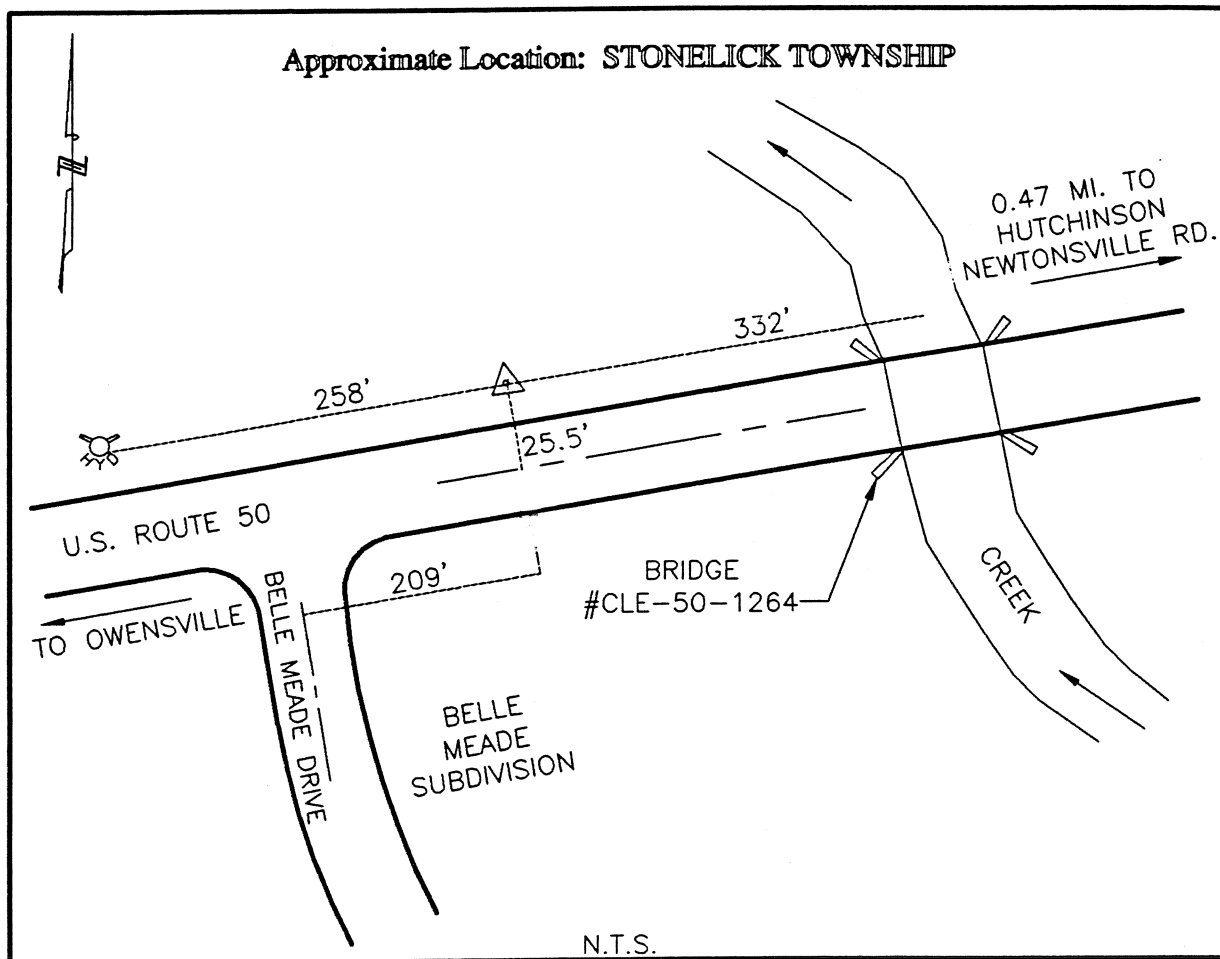 Approximate Location: STONELICK TOWNSHIP
N
0.47 MI. TO
HUTCHINSON
NEWTONSVILLE RD.
332'
258'
25.5'
U.S. ROUTE 50
209'
BRIDGE
#CLE-50-1264
CREEK
TO OWENSVILLE
BELLE MEADE DRIVE
BELLE
MEADE
SUBDIVISION
N.T.S.